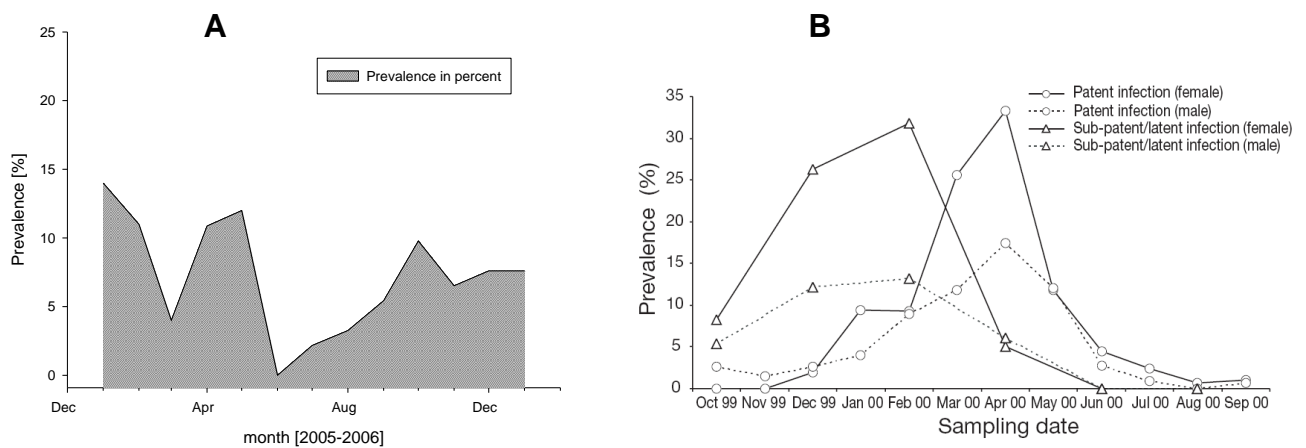 A
25
20
15
10
5
0
Prevalence [%]
Prevalence in percent
Dec
Apr
Aug
Dec
month [2005-2006]
B
35
30
25
20
15
10
5
0
Prevalence (%)
Patent infection (female)
Patent infection (male)
Sub-patent/latent infection (female)
Sub-patent/latent infection (male)
Oct 99 Nov 99 Dec 99 Jan 00 Feb 00 Mar 00 Apr 00 May 00 Jun 00 Jul 00 Aug 00 Sep 00
Sampling date